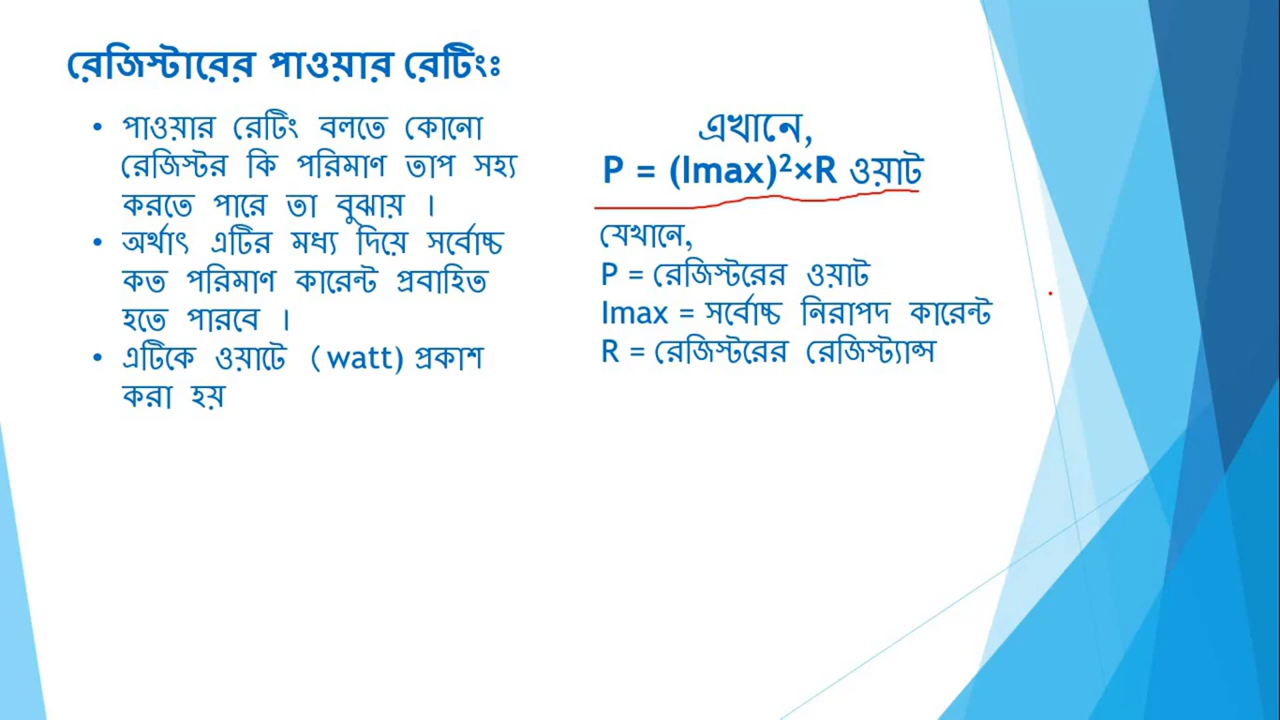 রেজিস্টারের পাওয়ার রেটিংঃ
• পাওয়ার রেটিং বলতে কোনো
রেজিস্টর কি পরিমাণ তাপ সহ্য
করতে পারে তা বুঝায় ।
• অর্থাৎ এটির মধ্য দিয়ে সর্বোচ্চ
কত পরিমাণ কারেন্ট প্রবাহিত
হতে পারবে ।
• এটিকে ওয়াটে (watt) প্রকাশ
করা হয়
এখানে,
P = (Imax)²×R ওয়াট
যেখানে,
P = রেজিস্টরের ওয়াট
Imax = সর্বোচ্চ নিরাপদ কারেন্ট
R = রেজিস্টরের রেজিস্ট্যান্স